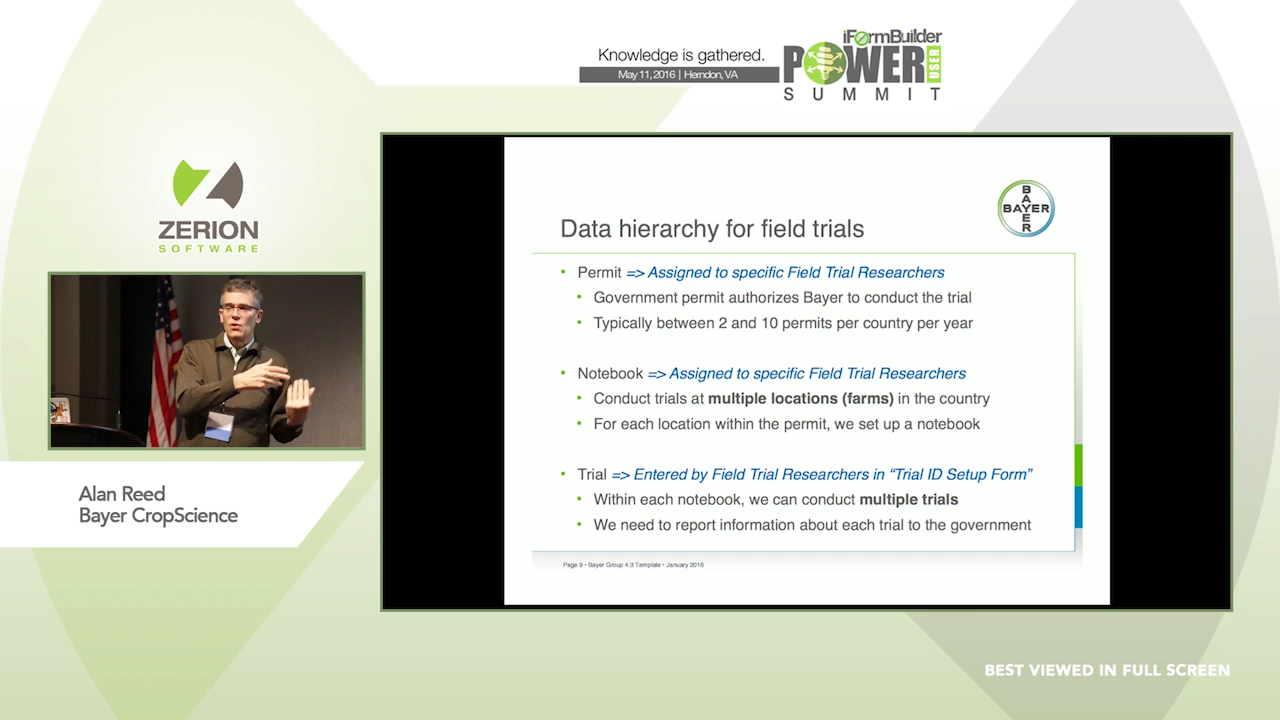 Knowledge is gathered.
May 11, 2016 | Herndon, VA
iFormBuilder
POWER
USER
SUMMIT
ZERION
SOFTWARE
Alan Reed
Bayer CropScience
BAYER
BAYER
Data hierarchy for field trials
• Permit => Assigned to specific Field Trial Researchers
• Government permit authorizes Bayer to conduct the trial
• Typically between 2 and 10 permits per country per year
• Notebook => Assigned to specific Field Trial Researchers
• Conduct trials at multiple locations (farms) in the country
• For each location within the permit, we set up a notebook
• Trial => Entered by Field Trial Researchers in “Trial ID Setup Form”
• Within each notebook, we can conduct multiple trials
• We need to report information about each trial to the government
Page 9 • Bayer Group 4:3 Template • January 2016
BEST VIEWED IN FULL SCREEN